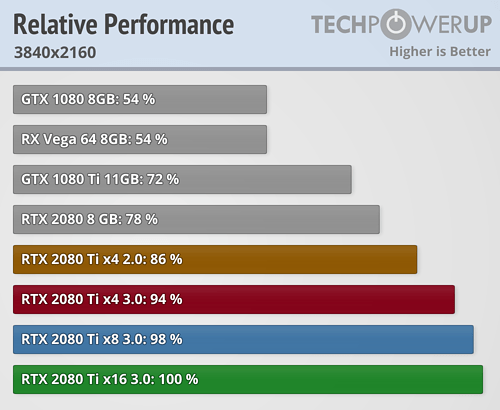 Relative Performance
TECHPOWERUP
3840x2160
Higher is Better
GTX 1080 8GB: 54 %
RX Vega 64 8GB: 54 %
GTX 1080 Ti 11GB: 72 %
RTX 2080 8 GB: 78 %
RTX 2080 Ti x4 2.0: 86 %
RTX 2080 Ti x4 3.0: 94 %
RTX 2080 Ti x8 3.0: 98 %
RTX 2080 Ti x16 3.0: 100 %